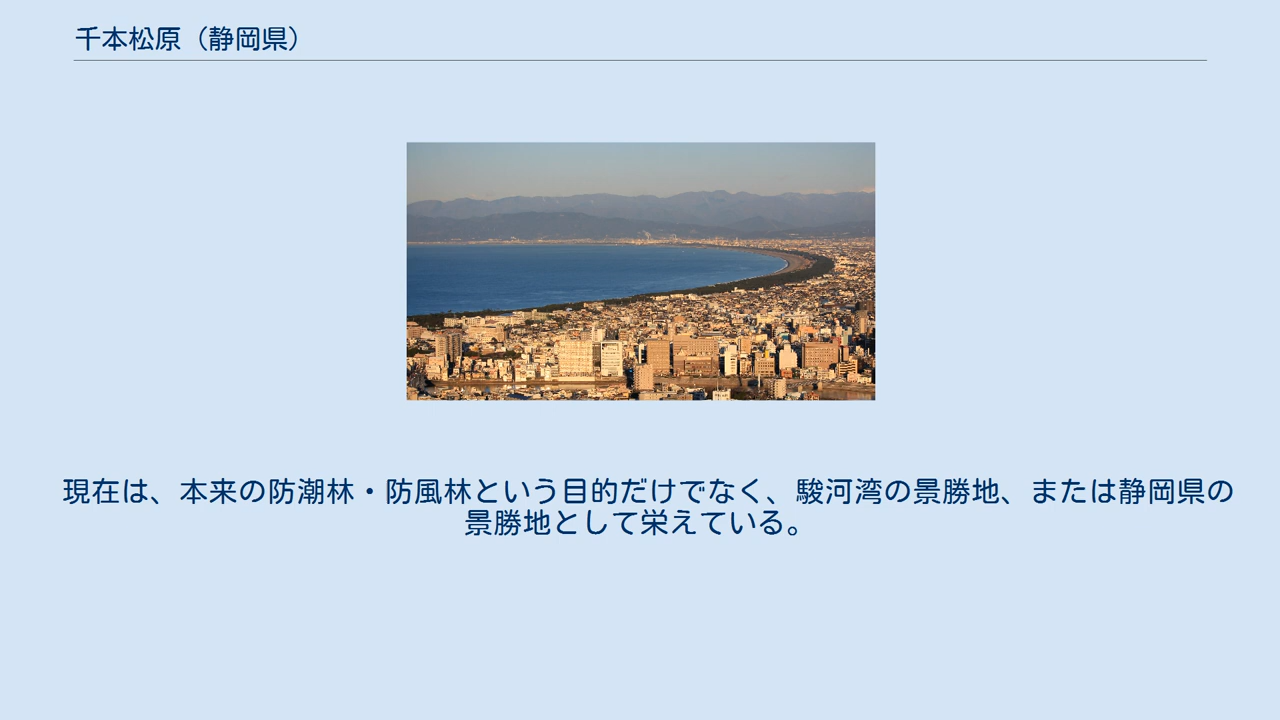 千本松原（静岡県）
現在は、本来の防潮林・防風林という目的だけでなく、駿河湾の景勝地、または静岡県の
景勝地として栄えている。